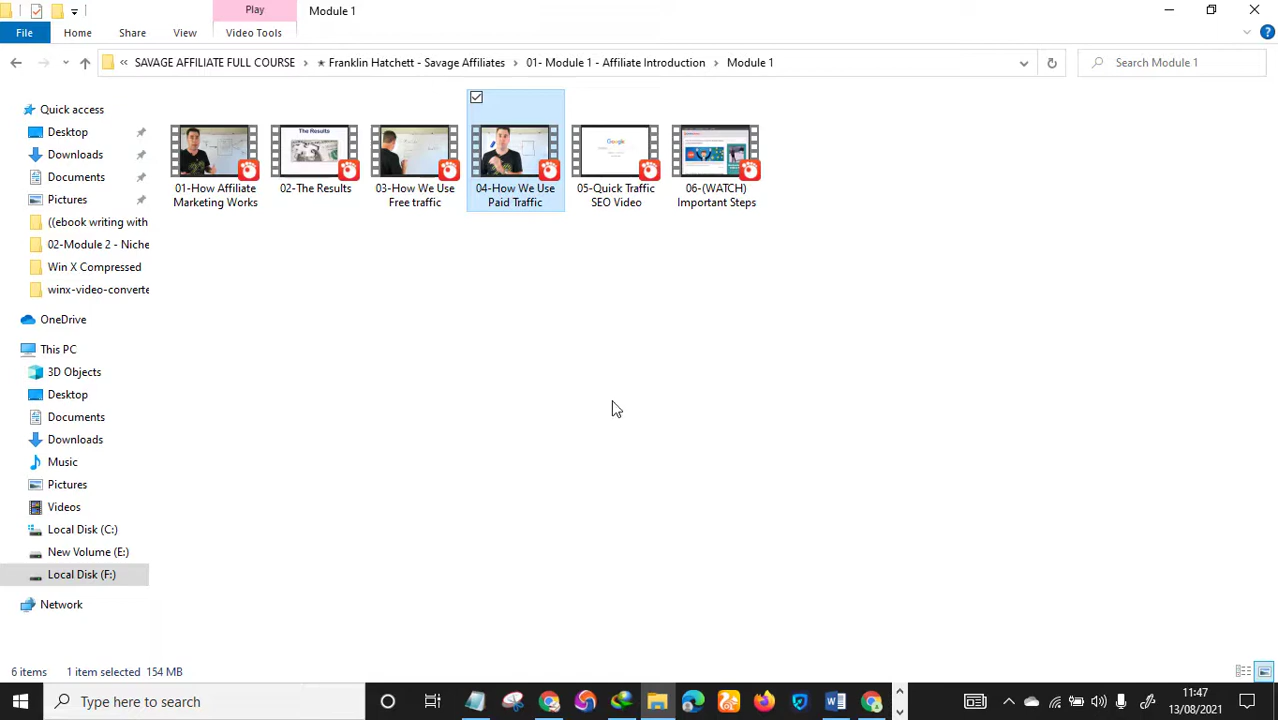 Play
Module 1
File
Home
Share
View
Video Tools
« SAVAGE AFFILIATE FULL COURSE › ★ Franklin Hatchett - Savage Affiliates › 01- Module 1 - Affiliate Introduction › Module 1
Search Module 1
Quick access
Desktop
Downloads
Documents
Pictures
((ebook writing with
02-Module 2 - Niche
Win X Compressed
winx-video-converte
OneDrive
This PC
3D Objects
Desktop
Documents
Downloads
Music
Pictures
Videos
Local Disk (C:)
New Volume (E:)
Local Disk (F:)
Network
The Results
Google
01-How Affiliate
Marketing Works
02-The Results
03-How We Use
Free traffic
04-How We Use
Paid Traffic
05-Quick Traffic
SEO Video
06-(WATCH)
Important Steps
6 items
1 item selected 154 MB
Type here to search
11:47
13/08/2021